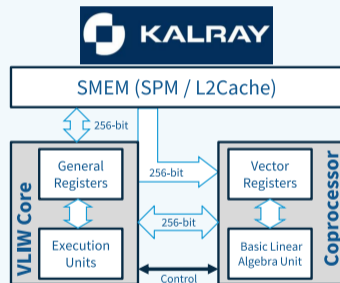 KALRAY
SMEM (SPM / L2Cache)
256-bit
VLIW Core
General
Registers
Execution
Units
256-bit
256-bit
Control
Coprocessor
Vector
Registers
Basic Linear
Algebra Unit